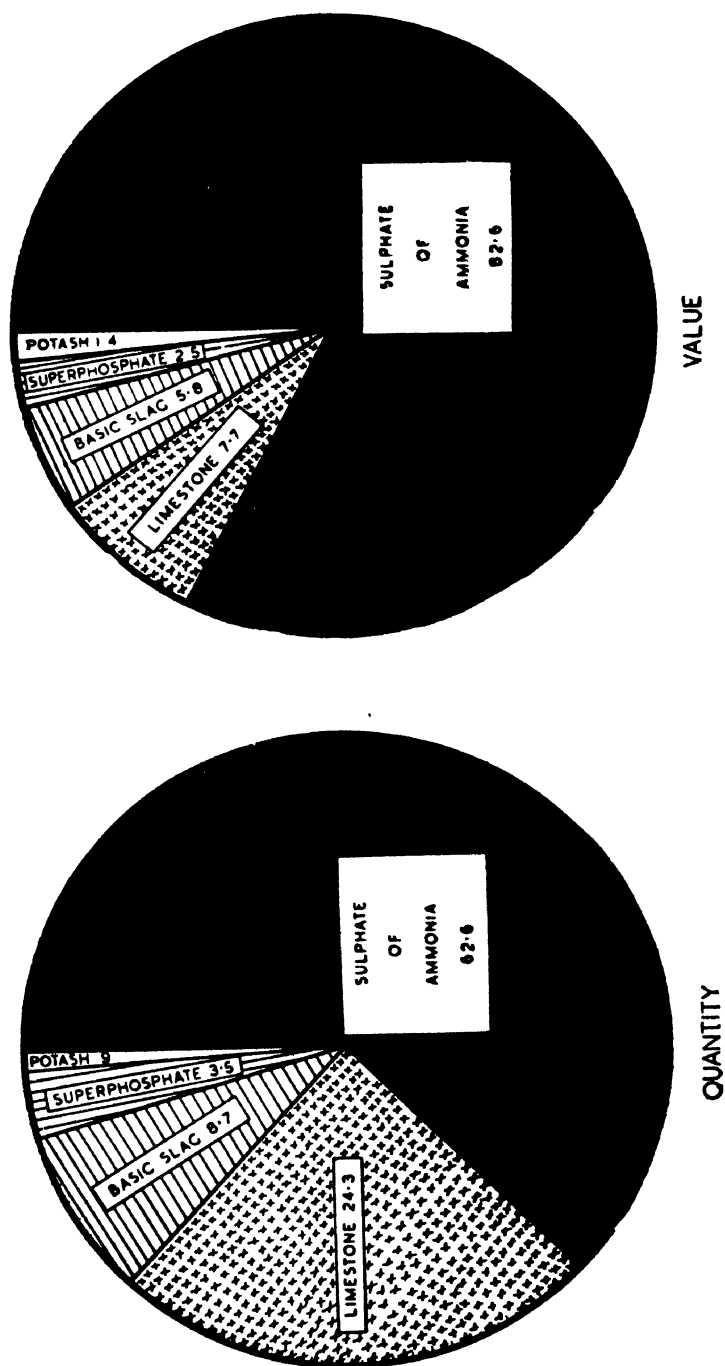 POTASH 1 4
SUPERPHOSPHATE 2.5
BASIC SLAG 5·8
LIMESTONE 7·7
SULPHATE
OF
AMMONIA
82·6
VALUE
POTASH 9
SUPERPHOSPHATE 3·5
BASIC SLAG 8·7
LIMESTONE 24·3
SULPHATE
OF
AMMONIA
62·6
QUANTITY